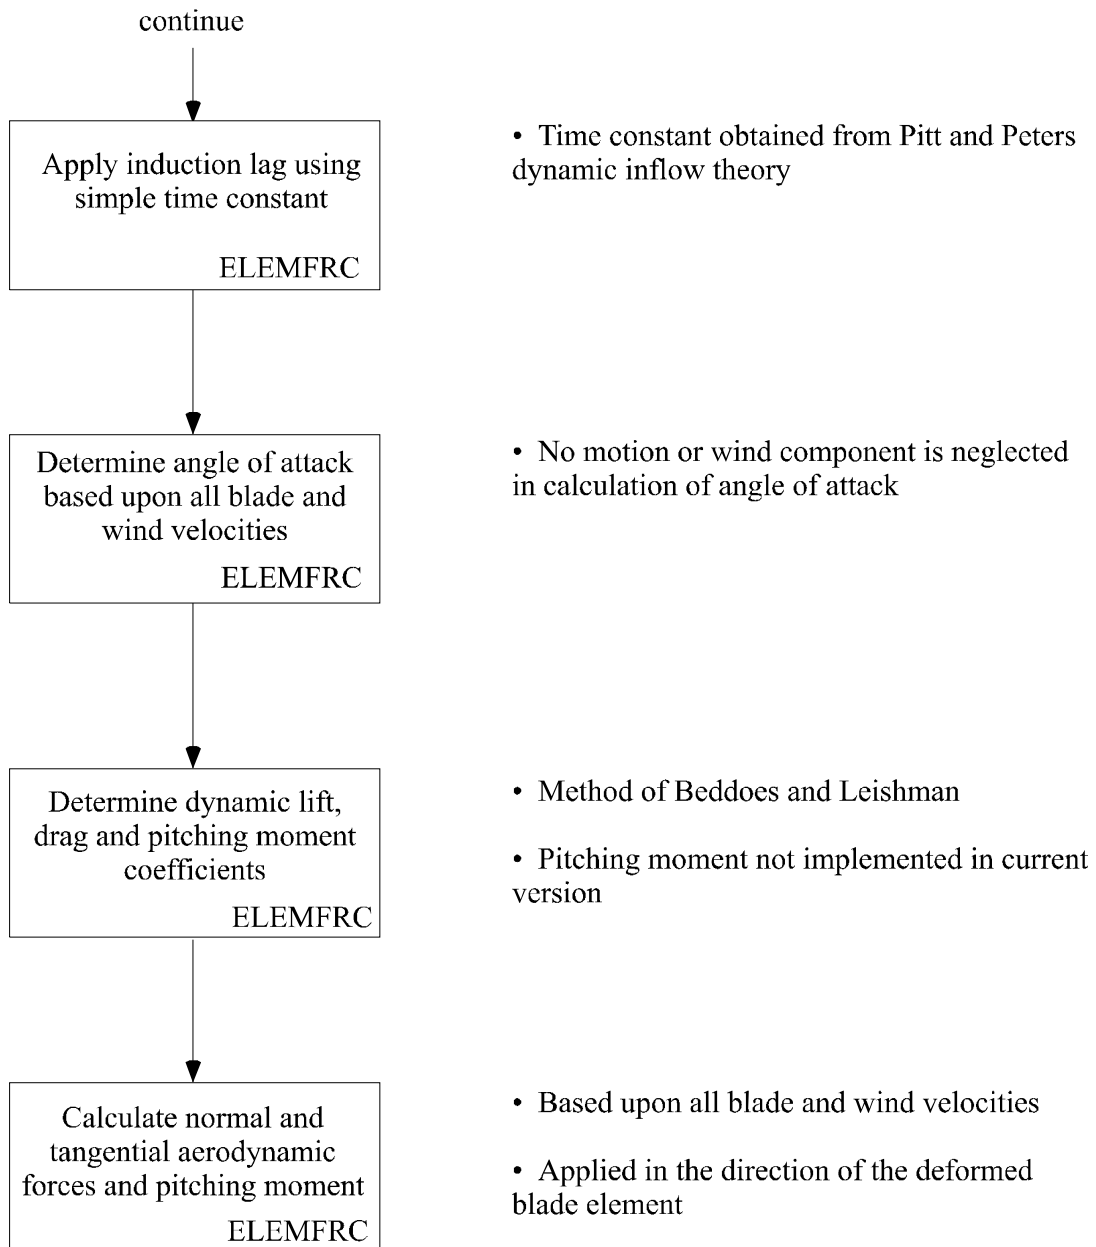 continue
Apply induction lag using
simple time constant
ELEMFRC
• Time constant obtained from Pitt and Peters
dynamic inflow theory
Determine angle of attack
based upon all blade and
wind velocities
ELEMFRC
• No motion or wind component is neglected
in calculation of angle of attack
Determine dynamic lift,
drag and pitching moment
coefficients
ELEMFRC
• Method of Beddoes and Leishman
• Pitching moment not implemented in current
version
Calculate normal and
tangential aerodynamic
forces and pitching moment
ELEMFRC
• Based upon all blade and wind velocities
• Applied in the direction of the deformed
blade element